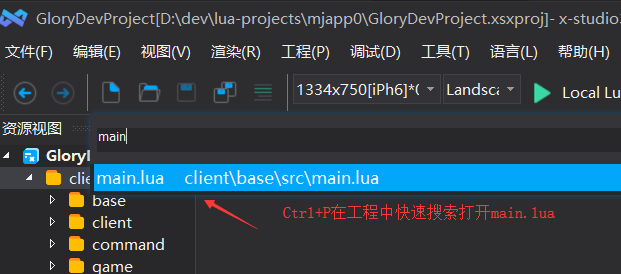 GloryDevProject[D:\dev\lua-projects\mjapp0\GloryDevProject.xsxproj]- x-studio
文件(F) 编辑(E) 视图(V) 渲染(R) 工程(P) 调试(D) 工具(T) 语言(L) 帮助(H)
1334x750[iPh6]*( Landsca Local Lu
资源视图
main
GloryD
main.lua client\base\src\main.lua
clie
base
Ctrl+P在工程中快速搜索打开main.lua
client
command
game